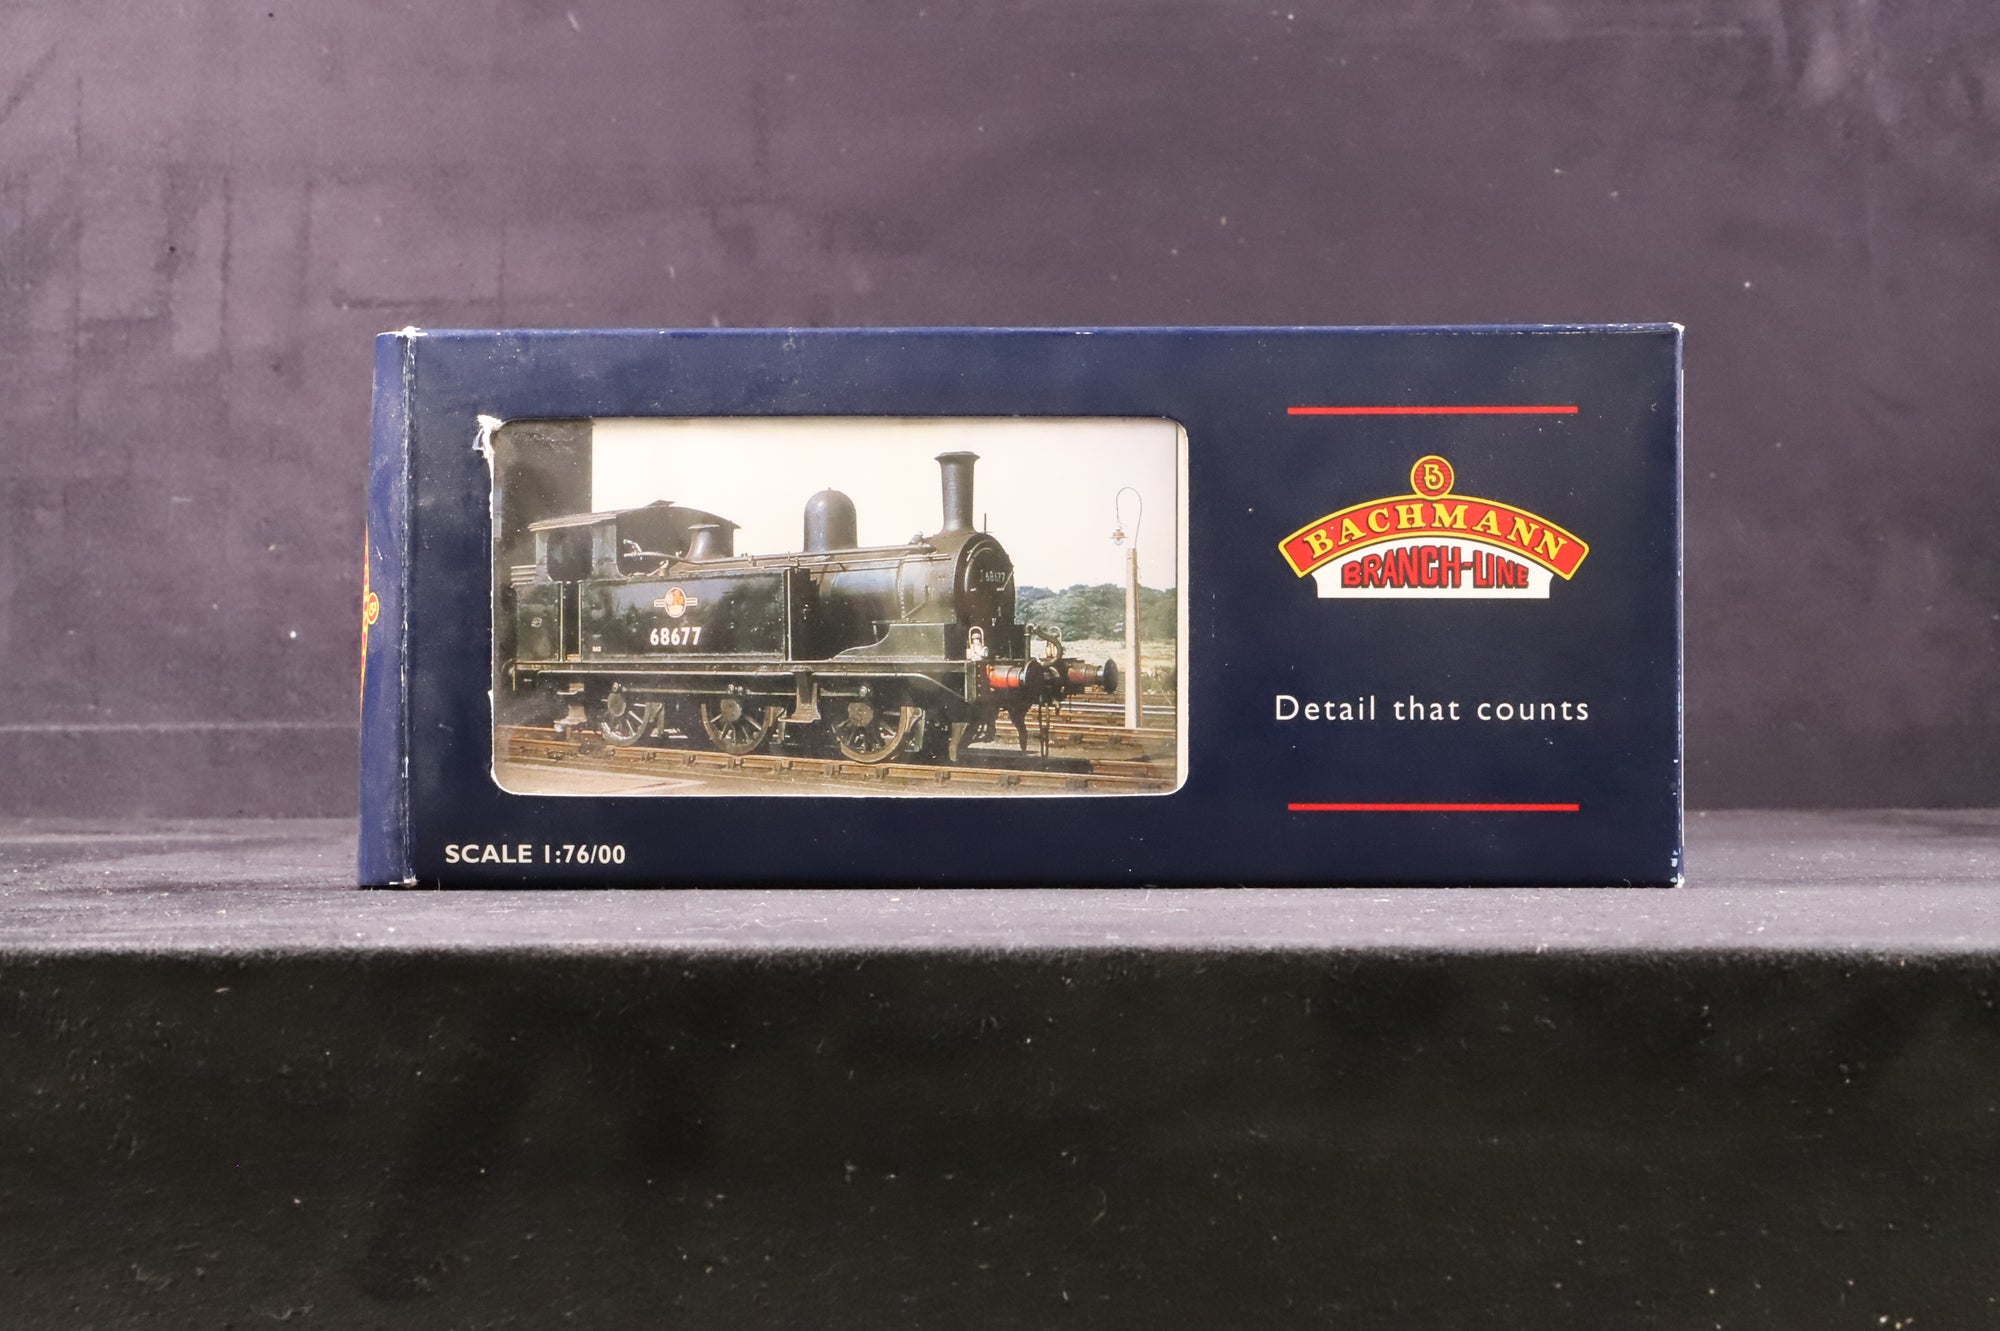 B
BACHMANN
BRANCH-LINE
68677
68677
Detail that counts
SCALE 1:76/00